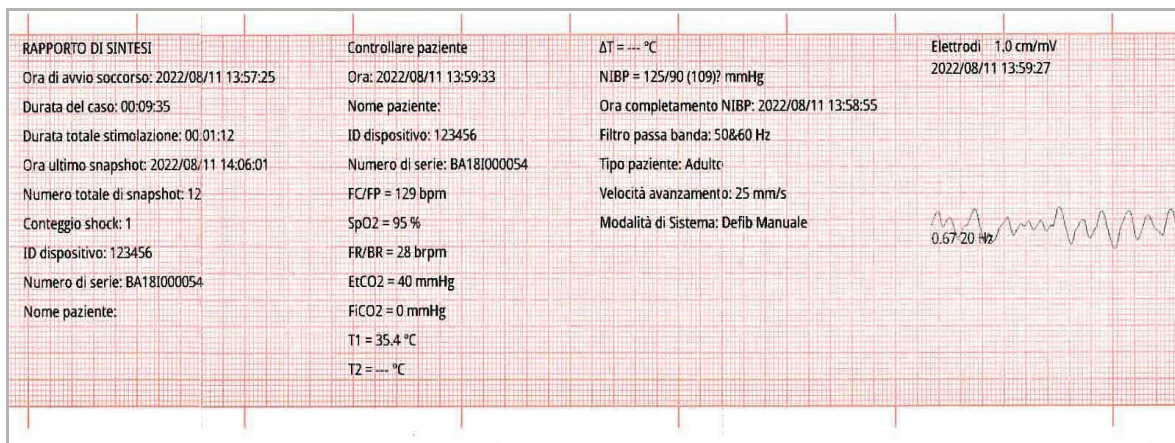 RAPPORTO DI SINTESI
Ora di avvio soccorso: 2022/08/11 13:57:25
Durata del caso: 00:09:35
Durata totale stimolazione: 00:01:12
Ora ultimo snapshot: 2022/08/11 14:06:01
Numero totale di snapshot: 12
Conteggio shock: 1
ID dispositivo: 123456
Numero di serie: BA18I000054
Nome paziente:
Controllare paziente
Ora: 2022/08/11 13:59:33
Nome paziente:
ID dispositivo: 123456
Numero di serie: BA18I000054
FC/FP = 129 bpm
SpO2 = 95 %
FR/BR = 28 brpm
EtCO2 = 40 mmHg
FiCO2 = 0 mmHg
T1 = 35.4 °C
T2 = --- °C
ΔT = --- °C
NIBP = 125/90 (109)? mmHg
Ora completamento NIBP: 2022/08/11 13:58:55
Filtro passa banda: 50&60 Hz
Tipo paziente: Adulto
Velocità avanzamento: 25 mm/s
Modalità di Sistema: Defib Manuale
Elettrodi 1.0 cm/mV
2022/08/11 13:59:27
0.67-20 Hz